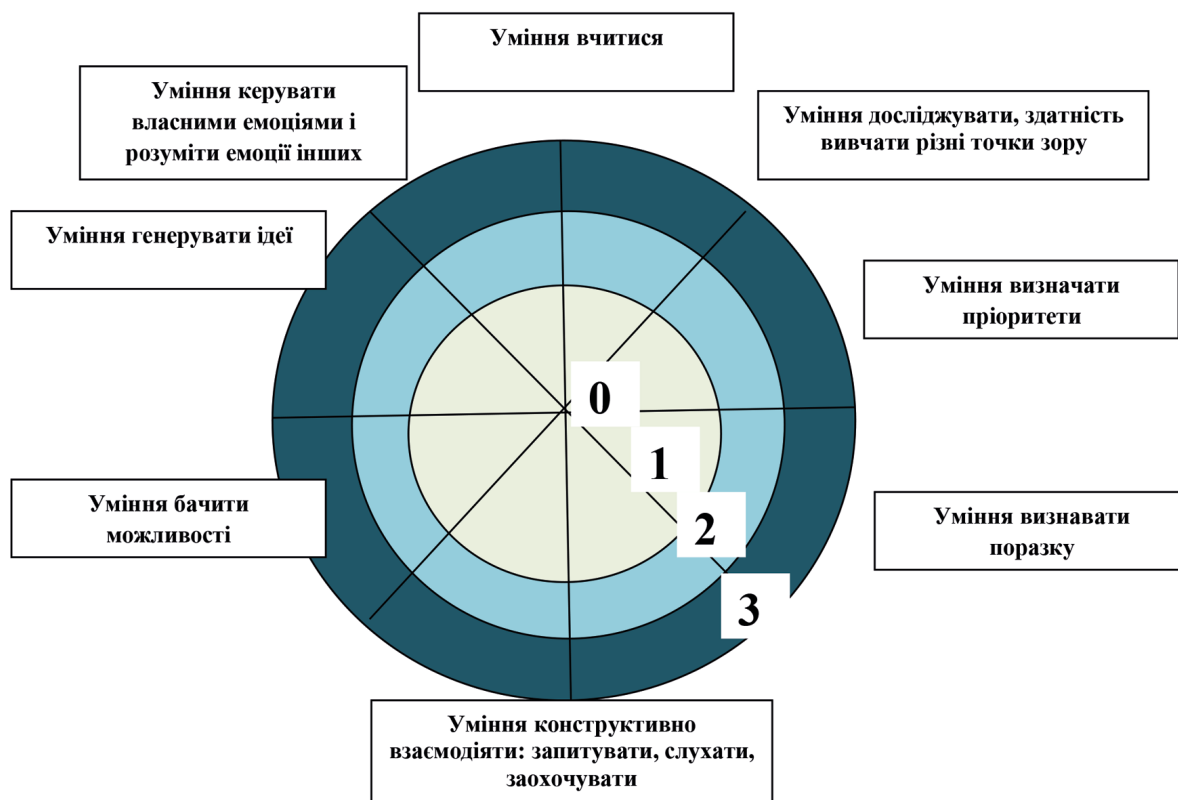 Уміння вчитися
Уміння керувати
власними емоціями і
розуміти емоції інших
Уміння досліджувати, здатність
вивчати різні точки зору
Уміння генерувати ідеї
Уміння визначати
пріоритети
0
1
2
3
Уміння бачити
можливості
Уміння визнавати
поразку
Уміння конструктивно
взаємодіяти: запитувати, слухати,
заохочувати